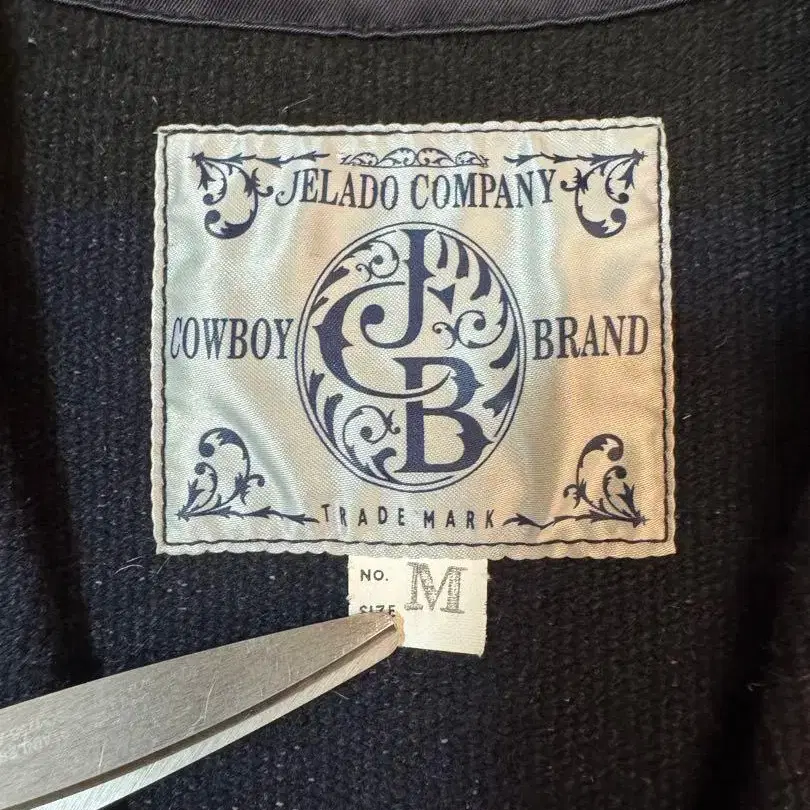 JELADO COMPANY
COWBOY BRAND
JCB
TRADE MARK
NO. M
SIZE